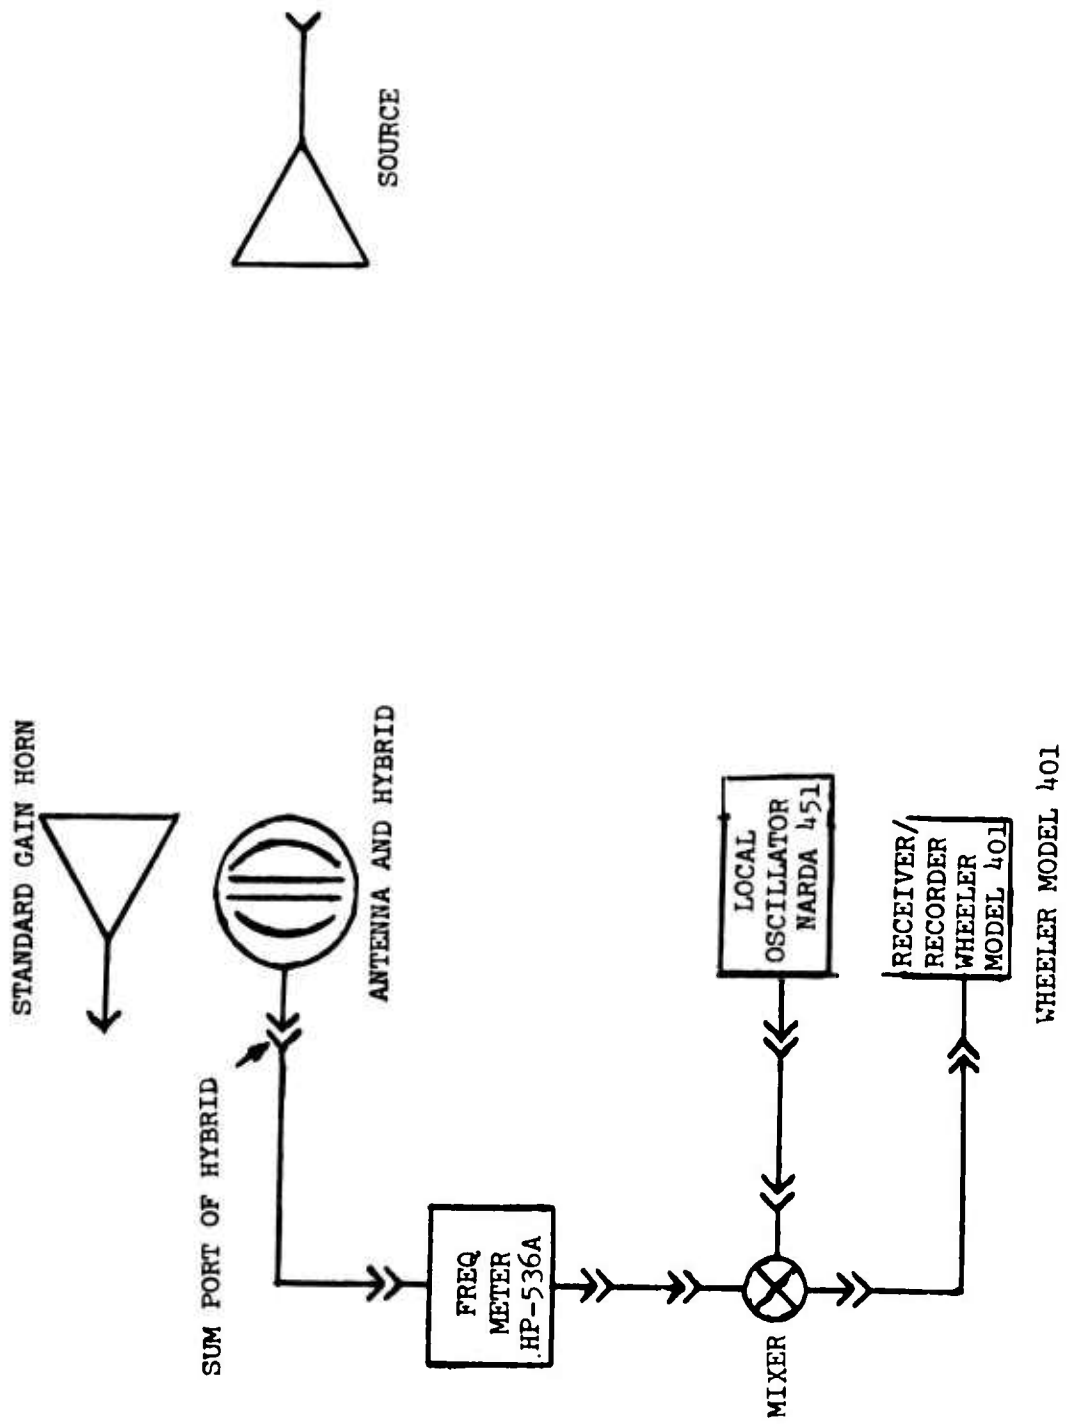 STANDARD GAIN HORN
SOURCE
ANTENNA AND HYBRID
SUM PORT OF HYBRID
FREQ
METER
HP-536A
LOCAL
OSCILLATOR
NARDA 451
MIXER
RECEIVER/
RECORDER
WHEELER
MODEL 401
WHEELER MODEL 401